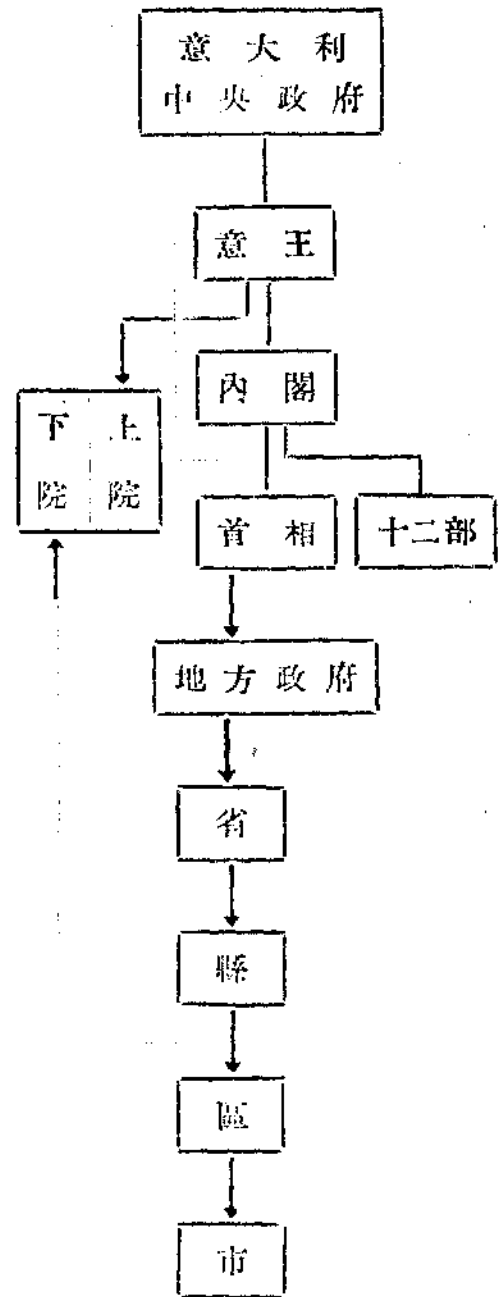 意大利
中央政府
意王
內閣
下院
上院
首相
十二部
地方政府
省
縣
區
市